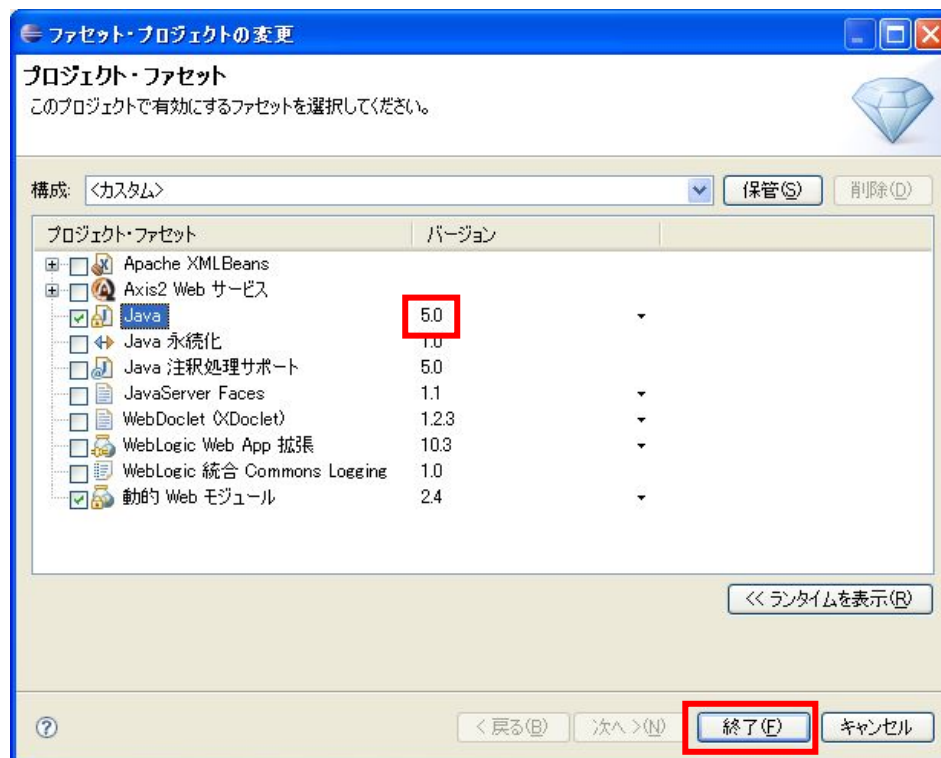 ファセット・プロジェクトの変更
プロジェクト・ファセット
このプロジェクトで有効にするファセットを選択してください。
構成: <カスタム> 保管(S) 削除(D)
プロジェクト・ファセット バージョン
Apache XMLBeans
Axis2 Web サービス
Java 5.0
Java 永続化 1.0
Java 注釈処理サポート 5.0
JavaServer Faces 1.1
WebDoclet (XDoclet) 1.2.3
WebLogic Web App 拡張 10.3
WebLogic 統合 Commons Logging 1.0
動的 Web モジュール 2.4
<< ランタイムを表示(R)
< 戻る(B) 次へ >(N) 終了(F) キャンセル